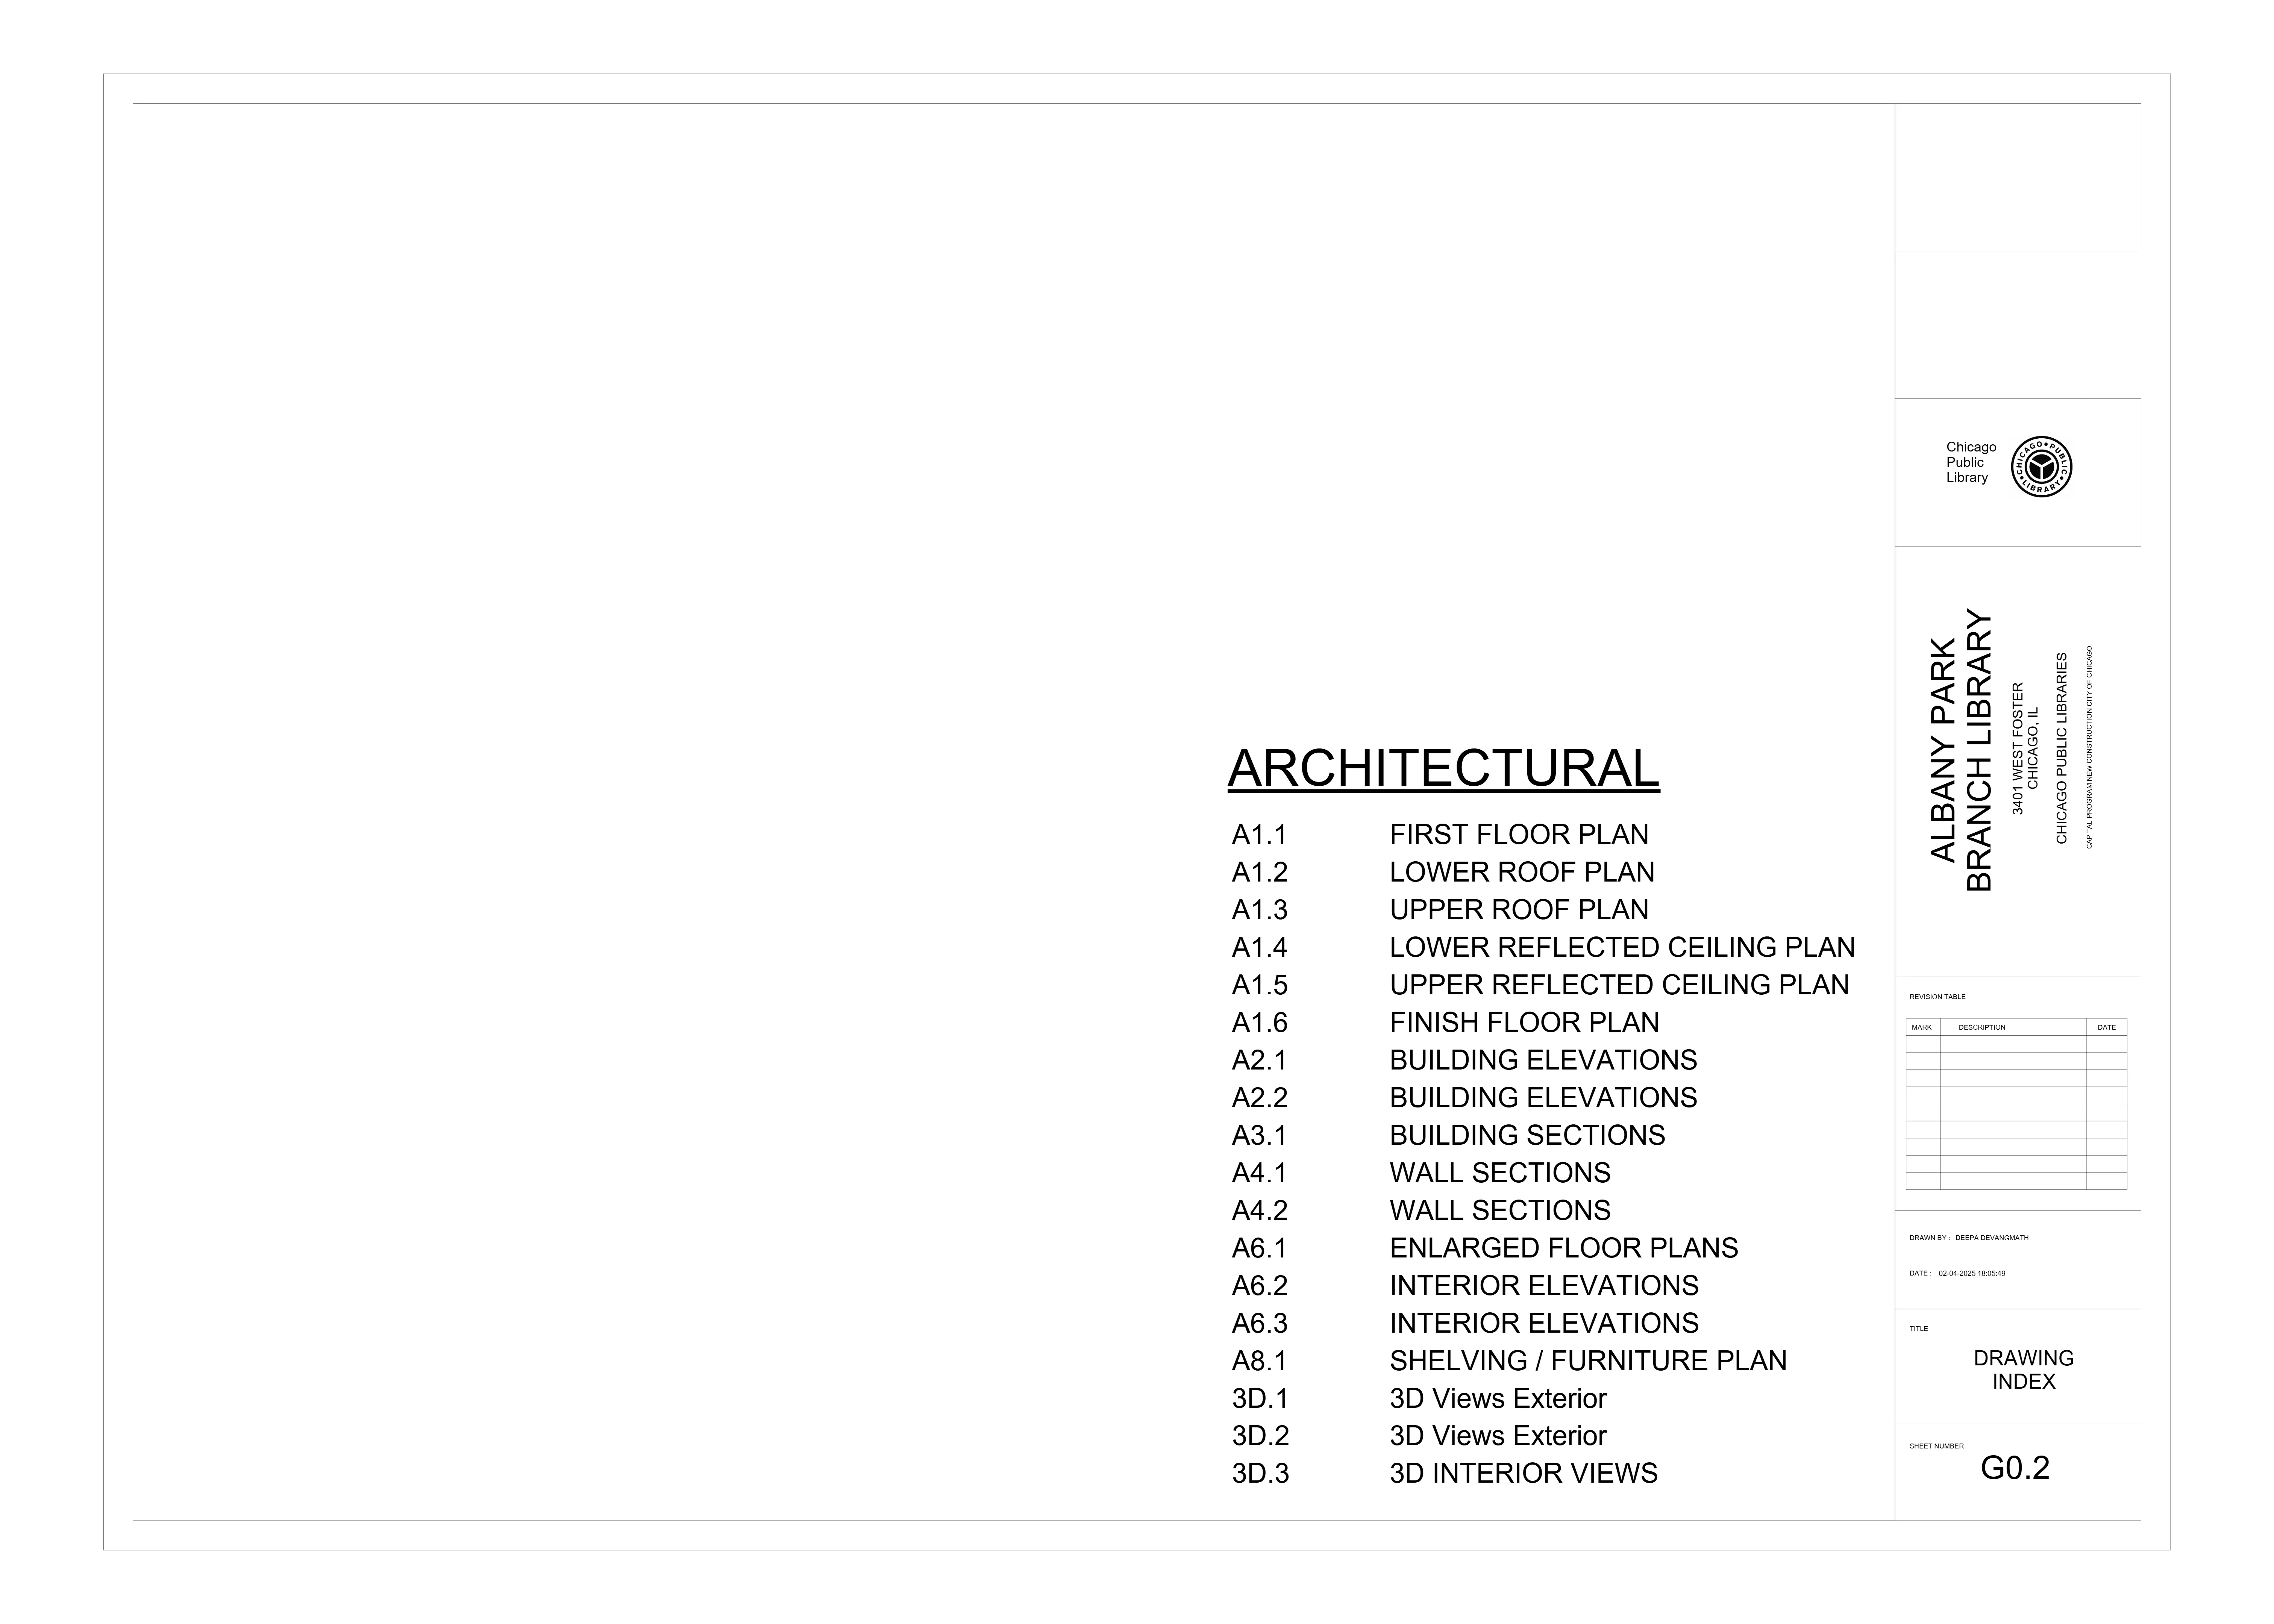 Chicago
Public
Library
CHICAGO • PUBLIC • LIBRARY •
ALBANY PARK
BRANCH LIBRARY
3401 WEST FOSTER
CHICAGO, IL
CHICAGO PUBLIC LIBRARIES
CAPITAL PROGRAM NEW CONSTRUCTION CITY OF CHICAGO.
ARCHITECTURAL
A1.1 FIRST FLOOR PLAN
A1.2 LOWER ROOF PLAN
A1.3 UPPER ROOF PLAN
A1.4 LOWER REFLECTED CEILING PLAN
A1.5 UPPER REFLECTED CEILING PLAN
A1.6 FINISH FLOOR PLAN
A2.1 BUILDING ELEVATIONS
A2.2 BUILDING ELEVATIONS
A3.1 BUILDING SECTIONS
A4.1 WALL SECTIONS
A4.2 WALL SECTIONS
A6.1 ENLARGED FLOOR PLANS
A6.2 INTERIOR ELEVATIONS
A6.3 INTERIOR ELEVATIONS
A8.1 SHELVING / FURNITURE PLAN
3D.1 3D Views Exterior
3D.2 3D Views Exterior
3D.3 3D INTERIOR VIEWS
REVISION TABLE
MARK DESCRIPTION DATE
DRAWN BY : DEEPA DEVANGMATH
DATE : 02-04-2025 18:05:49
TITLE
DRAWING
INDEX
SHEET NUMBER
G0.2